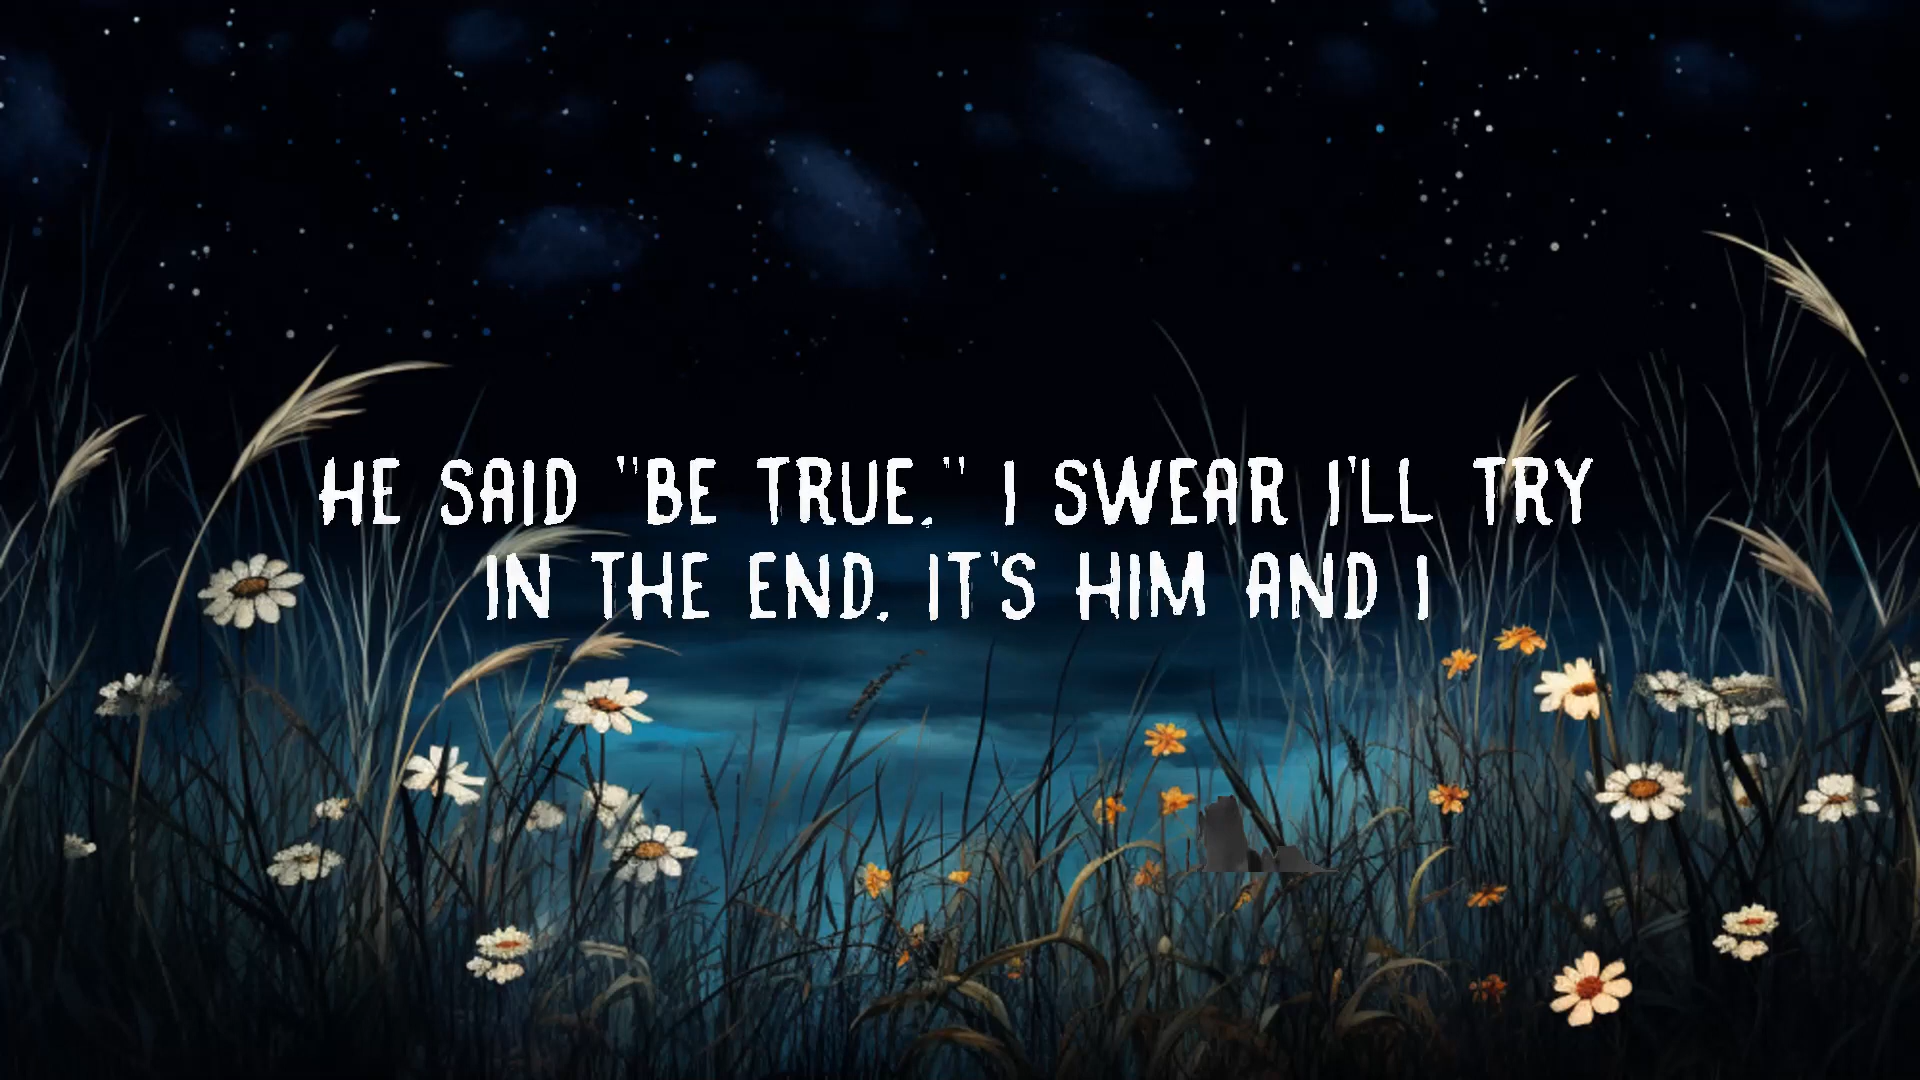 HE SAID "BE TRUE," I SWEAR I'LL TRY
IN THE END, IT'S HIM AND I